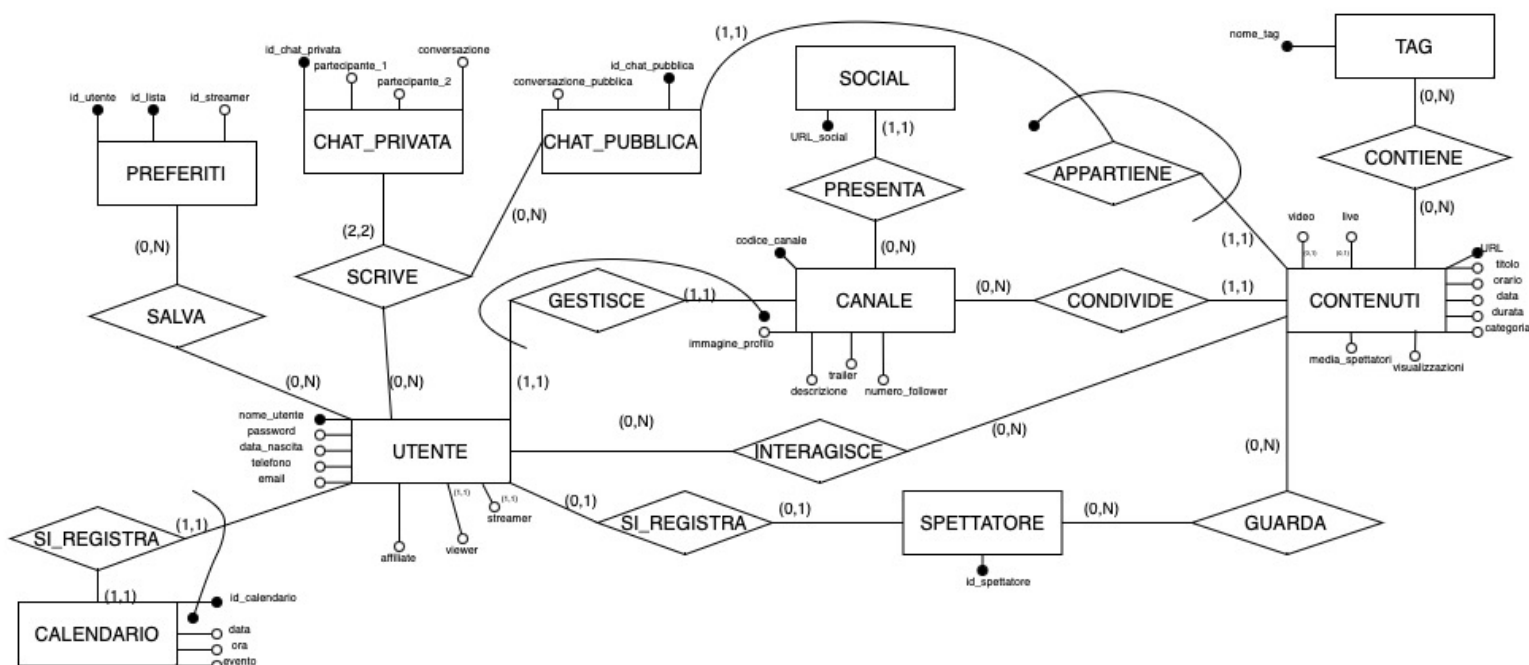 (1,1)
nome_tag
TAG
id_chat_privata
conversazione
partecipante_1
partecipante_2
id_chat_pubblica
conversazione_pubblica
SOCIAL
URL_social
(1,1)
(0,N)
id_utente
id_lista
id_streamer
PREFERITI
CHAT_PRIVATA
CHAT_PUBBLICA
CONTIENE
APPARTIENE
PRESENTA
(0,N)
(2,2)
(0,N)
(0,N)
(0,N)
(1,1)
video
(0,1)
live
(0,1)
SCRIVE
codice_canale
URL
titolo
orario
data
durata
categoria
SALVA
GESTISCE
(1,1)
CANALE
(0,N)
CONDIVIDE
(1,1)
CONTENUTI
immagine_profilo
descrizione
trailer
numero_follower
media_spettatori
visualizzazioni
(0,N)
(0,N)
(1,1)
nome_utente
password
data_nascita
telefono
email
UTENTE
(0,N)
INTERAGISCE
(0,N)
(0,N)
affiliate
(1,1)
viewer
(1,1)
streamer
(0,1)
SI_REGISTRA
(0,1)
SPETTATORE
(0,N)
GUARDA
id_spettatore
SI_REGISTRA
(1,1)
(1,1)
CALENDARIO
id_calendario
data
ora
evento